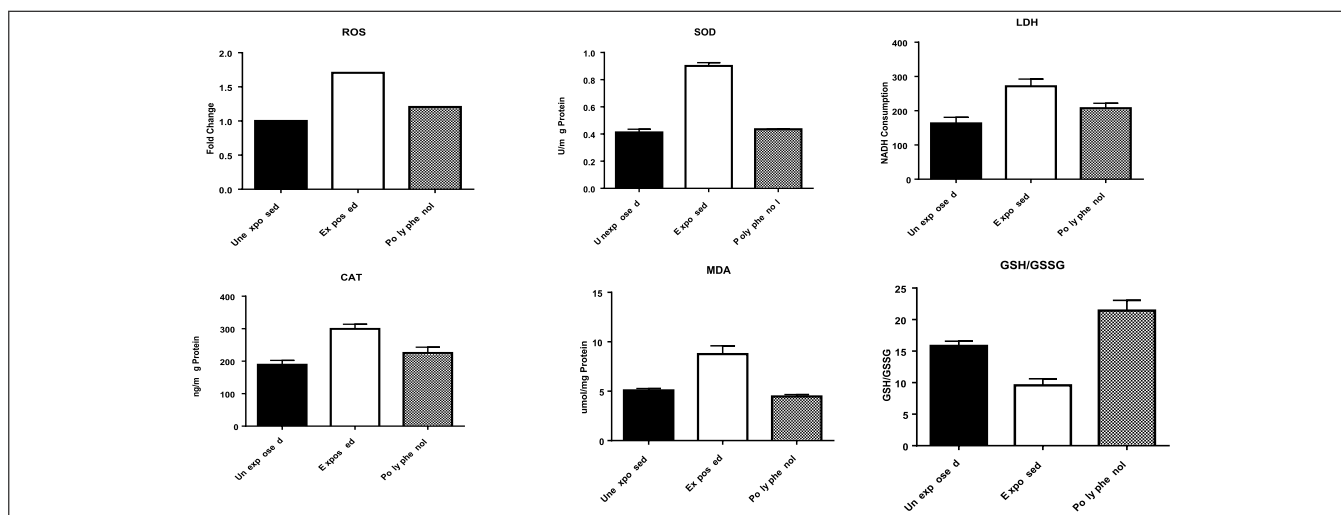 ROS
Fold Change
2.0
1.5
1.0
0.5
0.0
Une xpo sed
Ex pos ed
Po ly phe nol
SOD
U/m g Protein
1.0
0.8
0.6
0.4
0.2
0.0
U nexp ose d
E xpo sed
P oly phe no l
LDH
NADH Consumption
400
300
200
100
0
Un exp ose d
E xpo sed
Po ly phe nol
CAT
ng/m g Protein
400
300
200
100
0
Un exp ose d
E xpos ed
Po ly phe nol
MDA
umol/mg Protein
15
10
5
0
Une xpo sed
Ex pos ed
Po ly phe nol
GSH/GSSG
GSH/GSSG
25
20
15
10
5
0
Un exp ose d
E xpo sed
Po ly phe nol